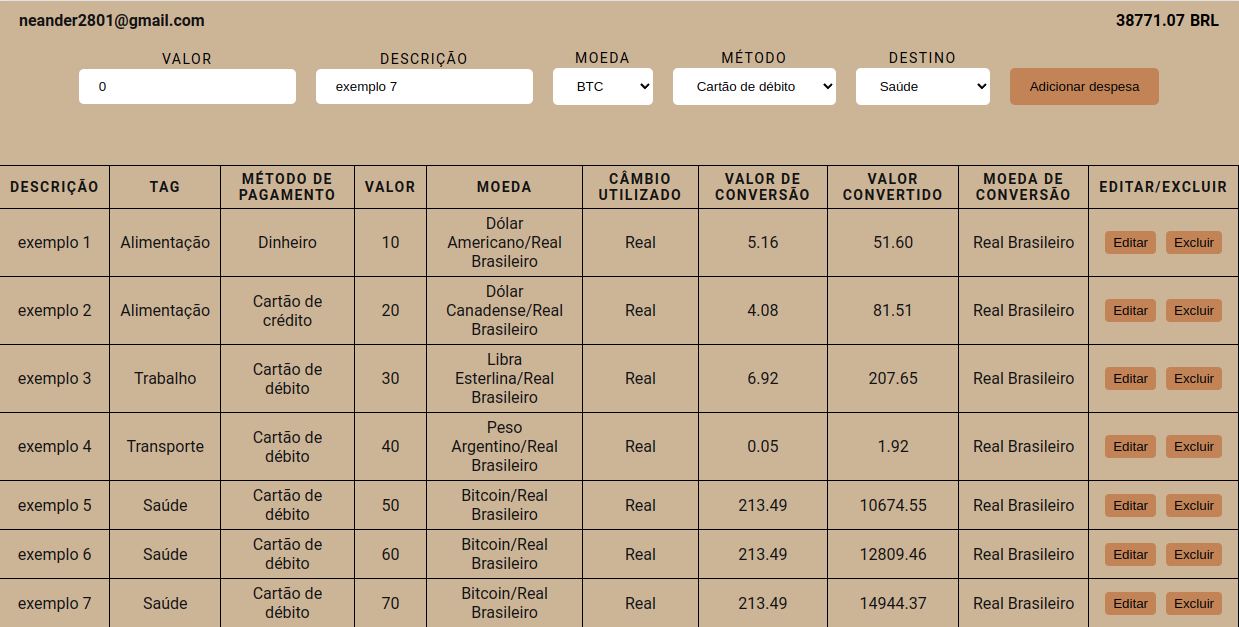 neander2801@gmail.com 38771.07 BRL
VALOR DESCRIÇÃO MOEDA MÉTODO DESTINO
0 exemplo 7 BTC Cartão de débito Saúde Adicionar despesa
DESCRIÇÃO TAG MÉTODO DE PAGAMENTO VALOR MOEDA CÂMBIO UTILIZADO VALOR DE CONVERSÃO VALOR CONVERTIDO MOEDA DE CONVERSÃO EDITAR/EXCLUIR
exemplo 1 Alimentação Dinheiro 10 Dólar Americano/Real Brasileiro Real 5.16 51.60 Real Brasileiro Editar Excluir
exemplo 2 Alimentação Cartão de crédito 20 Dólar Canadense/Real Brasileiro Real 4.08 81.51 Real Brasileiro Editar Excluir
exemplo 3 Trabalho Cartão de débito 30 Libra Esterlina/Real Brasileiro Real 6.92 207.65 Real Brasileiro Editar Excluir
exemplo 4 Transporte Cartão de débito 40 Peso Argentino/Real Brasileiro Real 0.05 1.92 Real Brasileiro Editar Excluir
exemplo 5 Saúde Cartão de débito 50 Bitcoin/Real Brasileiro Real 213.49 10674.55 Real Brasileiro Editar Excluir
exemplo 6 Saúde Cartão de débito 60 Bitcoin/Real Brasileiro Real 213.49 12809.46 Real Brasileiro Editar Excluir
exemplo 7 Saúde Cartão de débito 70 Bitcoin/Real Brasileiro Real 213.49 14944.37 Real Brasileiro Editar Excluir